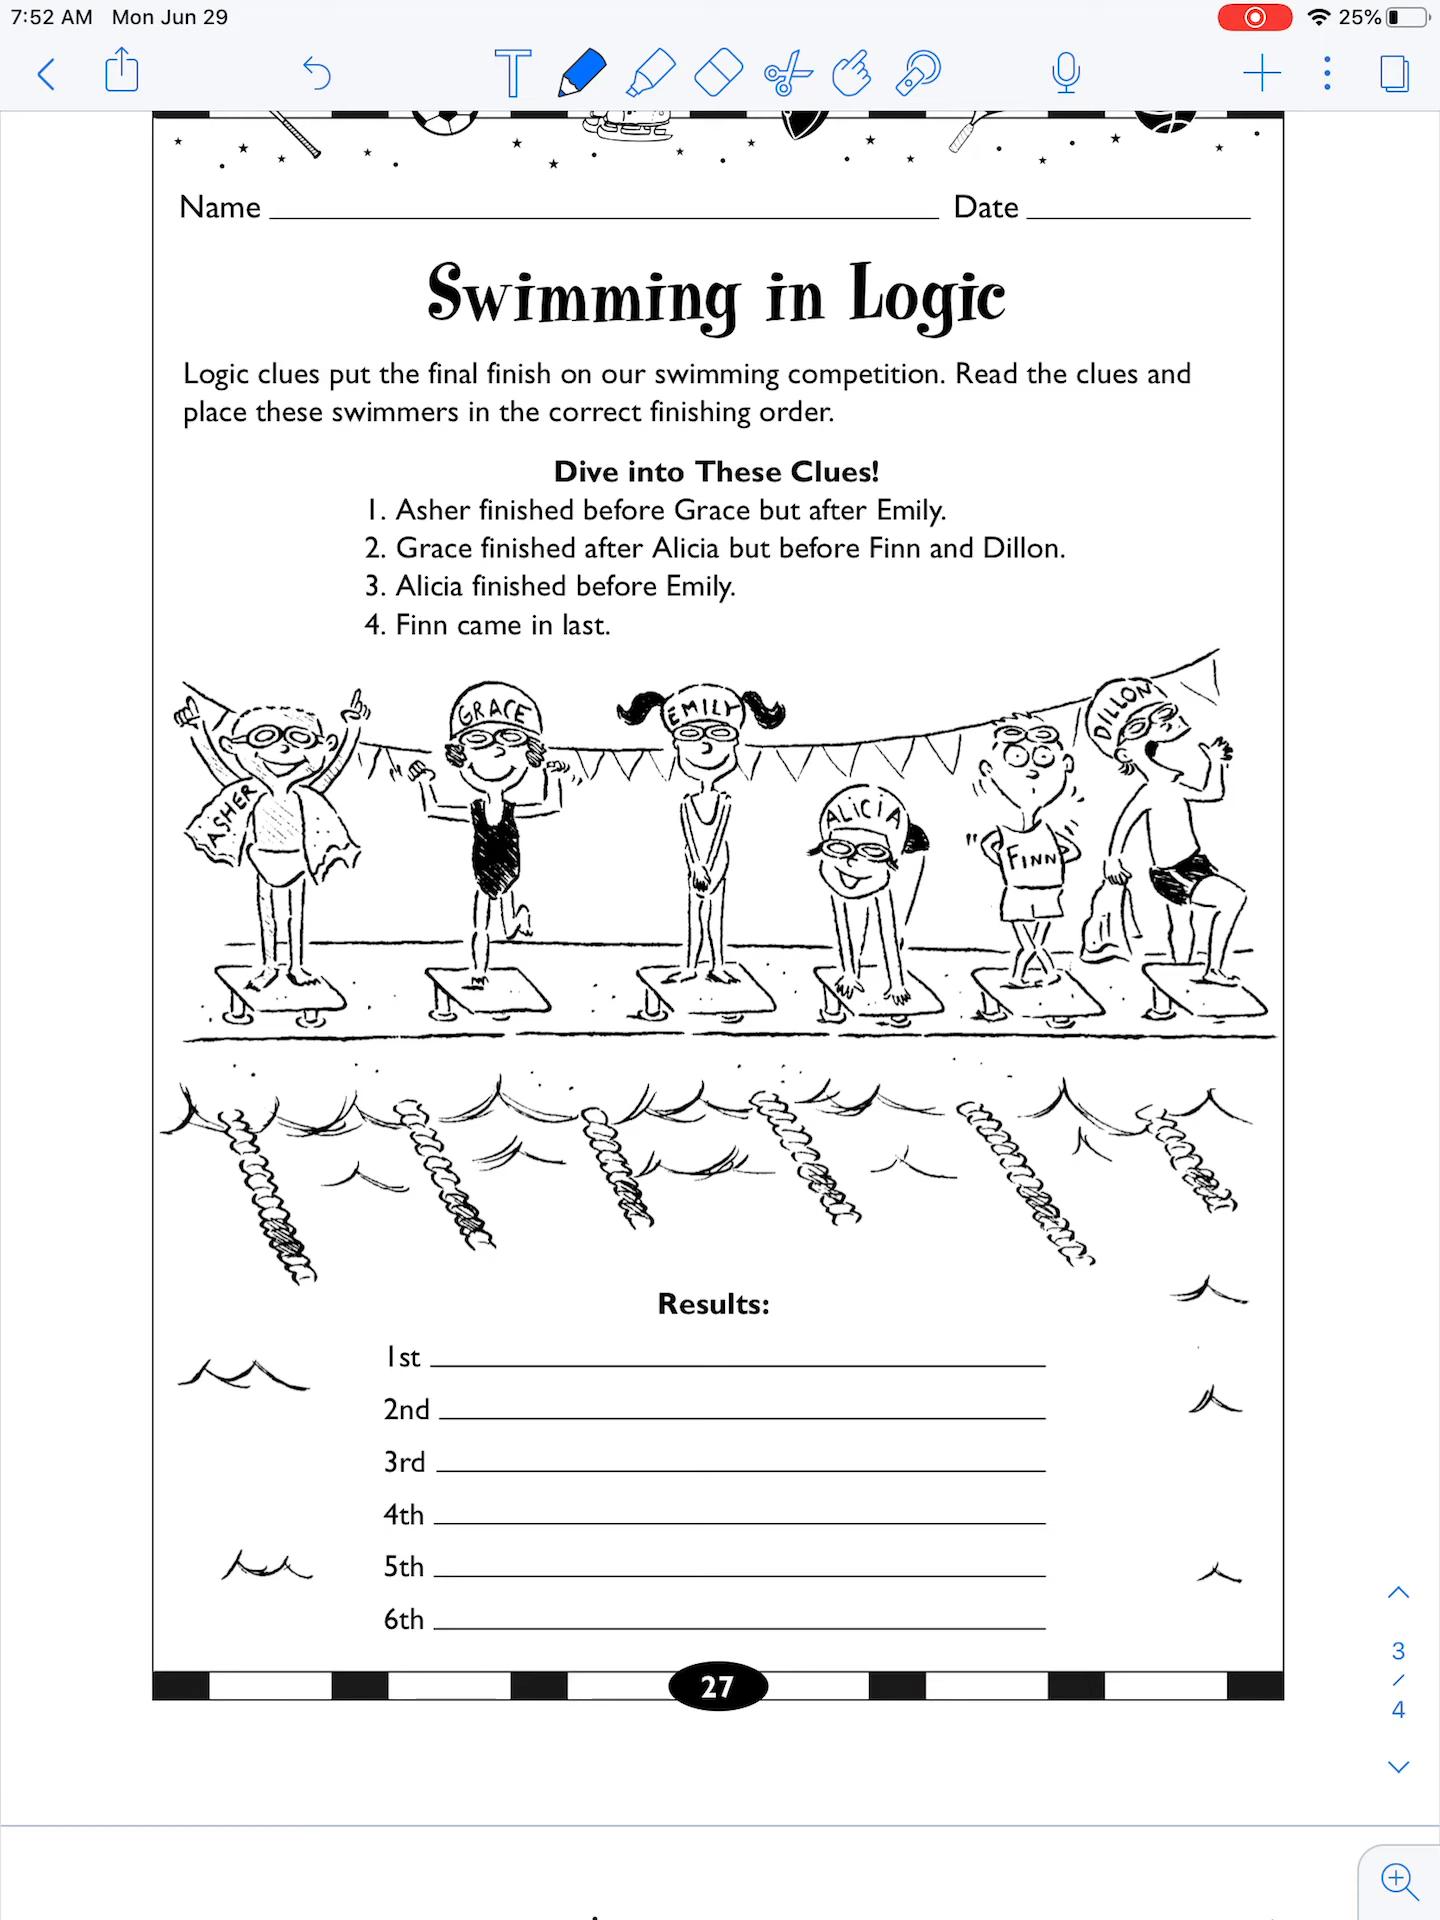 7:52 AM Mon Jun 29 25%
Name Date
Swimming in Logic
Logic clues put the final finish on our swimming competition. Read the clues and
place these swimmers in the correct finishing order.
Dive into These Clues!
1. Asher finished before Grace but after Emily.
2. Grace finished after Alicia but before Finn and Dillon.
3. Alicia finished before Emily.
4. Finn came in last.
ASHER
GRACE
EMILY
ALICIA
FINN
DILLON
Results:
1st
2nd
3rd
4th
5th
6th
27
3
/
4